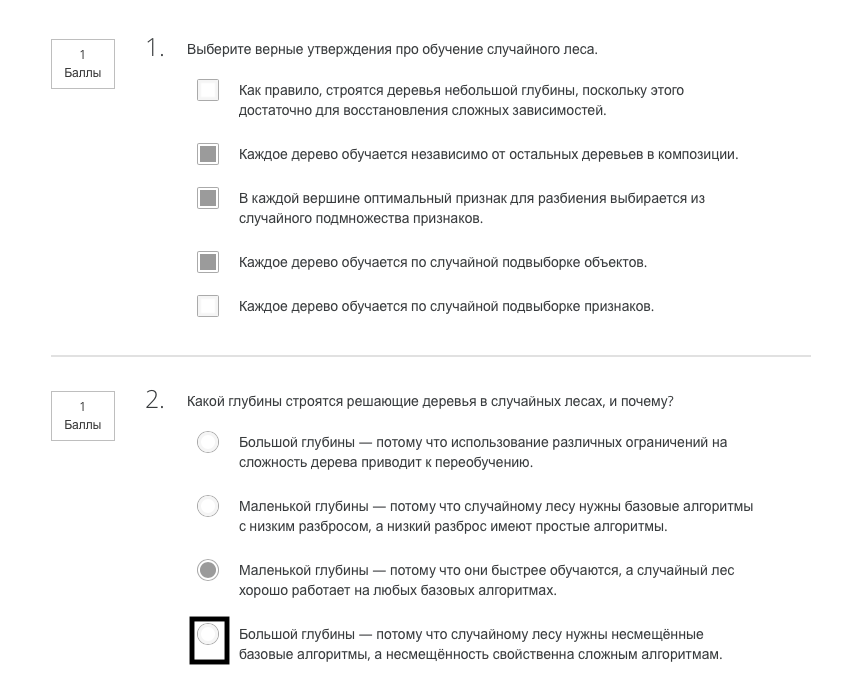 1
Баллы
1.
Выберите верные утверждения про обучение случайного леса.
Как правило, строятся деревья небольшой глубины, поскольку этого
достаточно для восстановления сложных зависимостей.
Каждое дерево обучается независимо от остальных деревьев в композиции.
В каждой вершине оптимальный признак для разбиения выбирается из
случайного подмножества признаков.
Каждое дерево обучается по случайной подвыборке объектов.
Каждое дерево обучается по случайной подвыборке признаков.
1
Баллы
2.
Какой глубины строятся решающие деревья в случайных лесах, и почему?
Большой глубины — потому что использование различных ограничений на
сложность дерева приводит к переобучению.
Маленькой глубины — потому что случайному лесу нужны базовые алгоритмы
с низким разбросом, а низкий разброс имеют простые алгоритмы.
Маленькой глубины — потому что они быстрее обучаются, а случайный лес
хорошо работает на любых базовых алгоритмах.
Большой глубины — потому что случайному лесу нужны несмещённые
базовые алгоритмы, а несмещённость свойственна сложным алгоритмам.